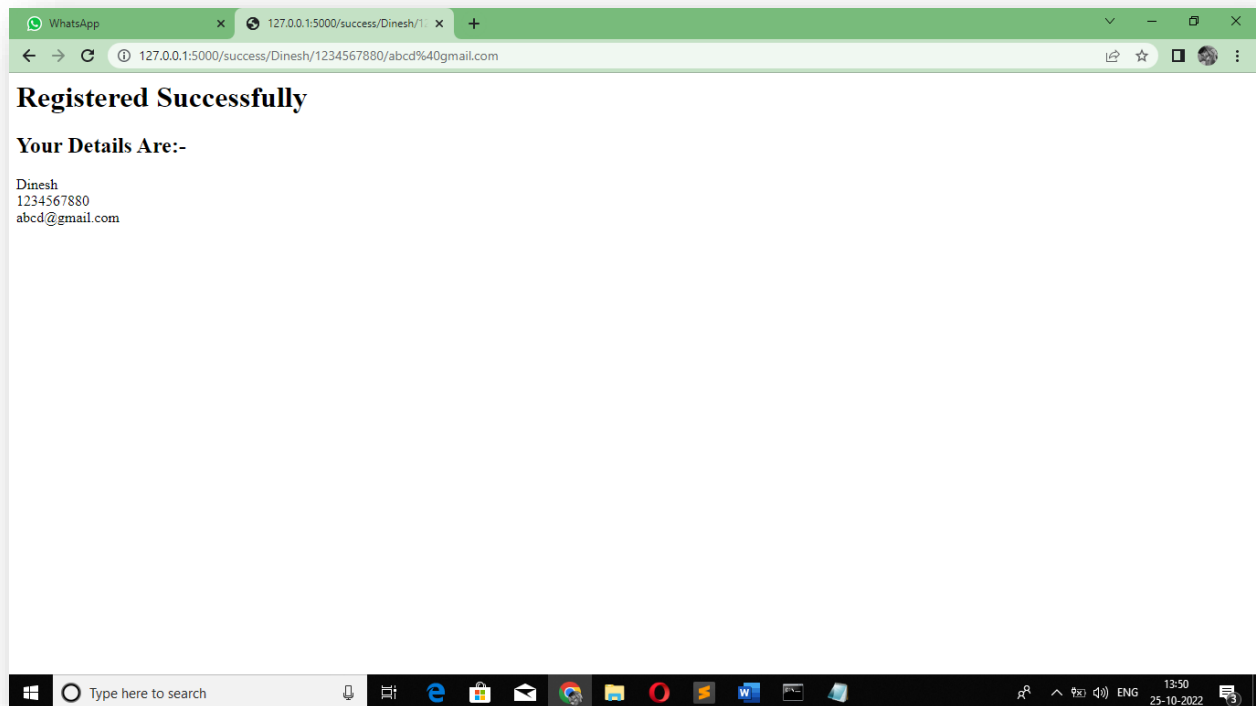 WhatsApp
127.0.0.1:5000/success/Dinesh/1
127.0.0.1:5000/success/Dinesh/1234567880/abcd%40gmail.com
Registered Successfully
Your Details Are:-
Dinesh
1234567880
abcd@gmail.com
Type here to search
ENG
13:50
25-10-2022
3